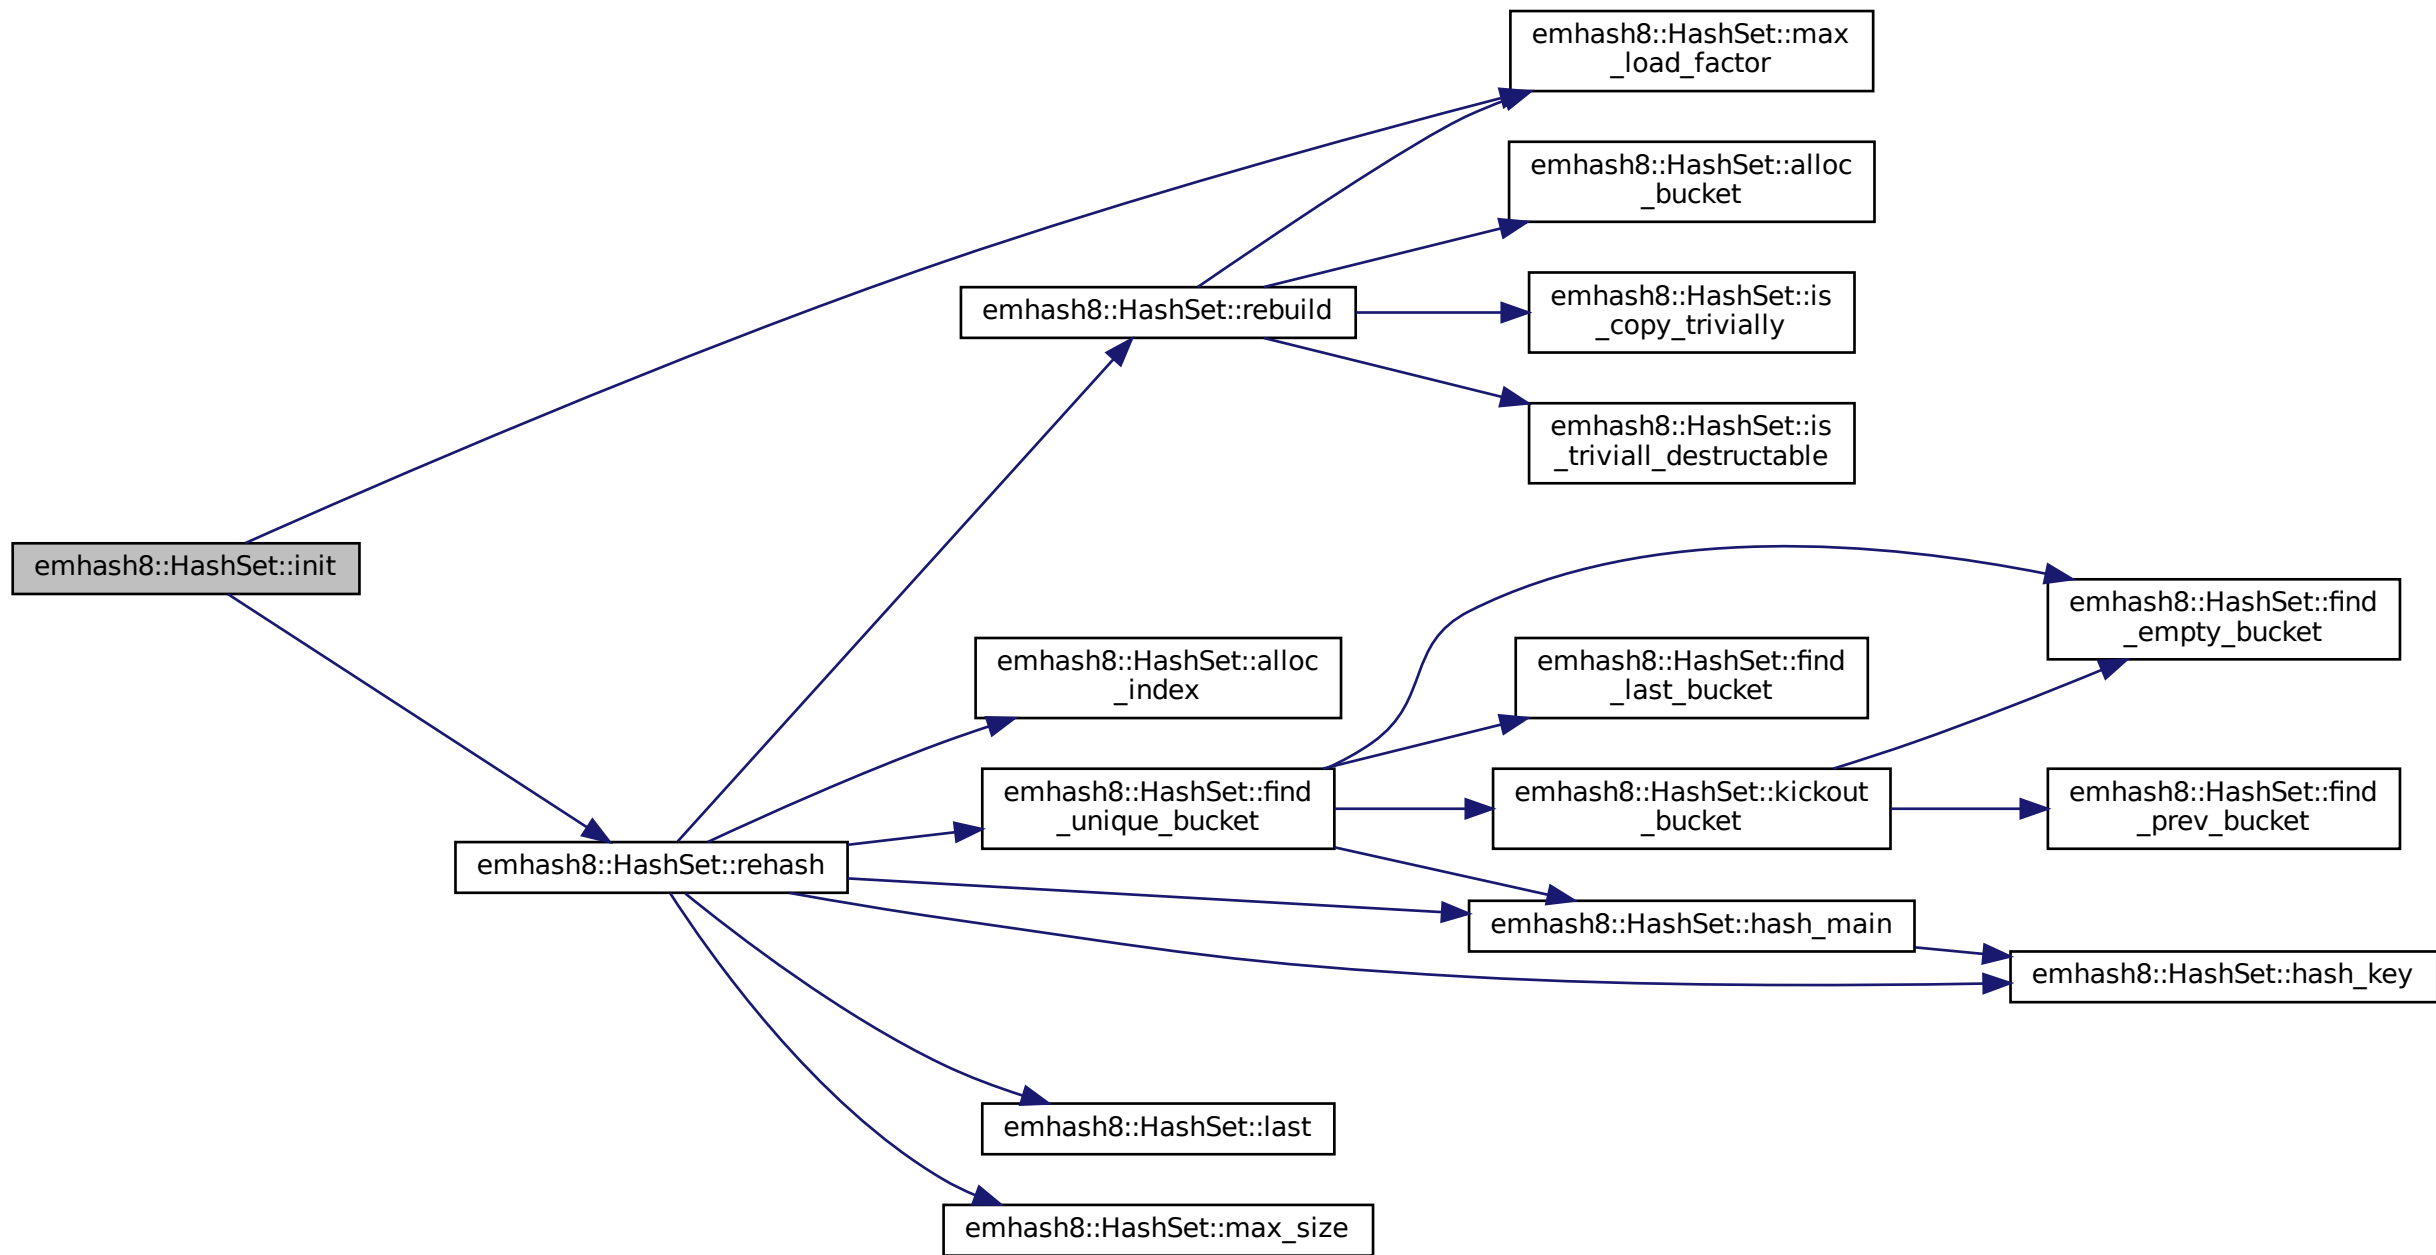 emhash8::HashSet::max
_load_factor
emhash8::HashSet::alloc
_bucket
emhash8::HashSet::rebuild
emhash8::HashSet::is
_copy_trivially
emhash8::HashSet::is
_triviall_destructable
emhash8::HashSet::init
emhash8::HashSet::find
_empty_bucket
emhash8::HashSet::alloc
_index
emhash8::HashSet::find
_last_bucket
emhash8::HashSet::find
_unique_bucket
emhash8::HashSet::kickout
_bucket
emhash8::HashSet::find
_prev_bucket
emhash8::HashSet::rehash
emhash8::HashSet::hash_main
emhash8::HashSet::hash_key
emhash8::HashSet::last
emhash8::HashSet::max_size